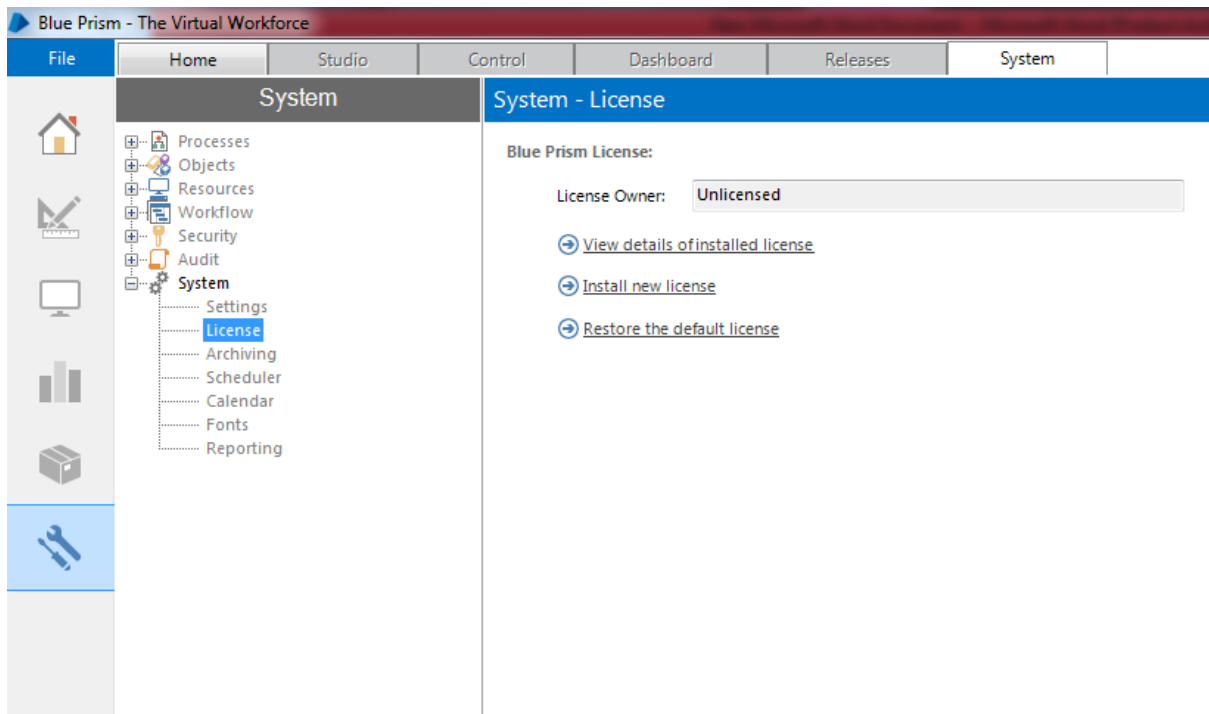 Blue Prism - The Virtual Workforce
File Home Studio Control Dashboard Releases System
System
Processes
Objects
Resources
Workflow
Security
Audit
System
Settings
License
Archiving
Scheduler
Calendar
Fonts
Reporting
System - License
Blue Prism License:
License Owner: Unlicensed
View details of installed license
Install new license
Restore the default license